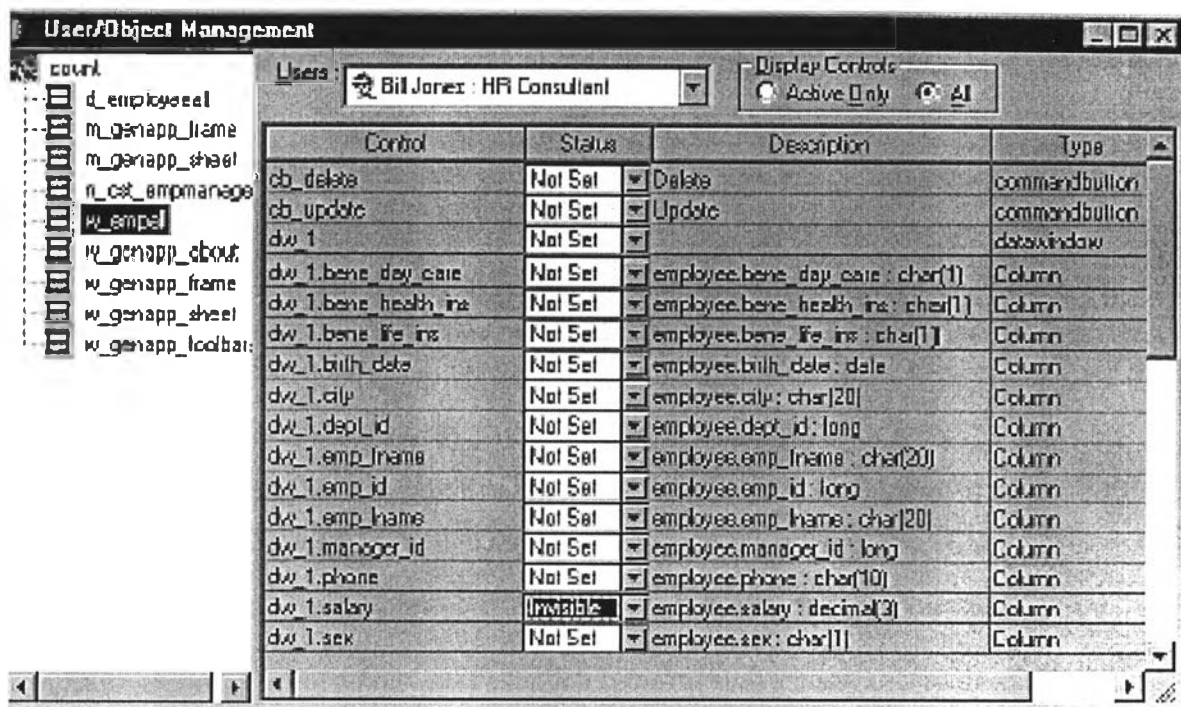 User/Object Management
count
d_employeeal
m_genapp_frame
m_genapp_sheet
n_cst_empmanage
w_empal
w_genapp_about
w_genapp_frame
w_genapp_sheet
w_genapp_toolbars
Users : Bill Jones : HR Consultant
Display Controls
Active Only All
Control Status Description Type
cb_delete Not Set Delete commandbutton
cb_update Not Set Update commandbutton
dw_1 Not Set datawindow
dw_1.bene_day_care Not Set employee.bene_day_care : char(1) Column
dw_1.bene_health_ins Not Set employee.bene_health_ins : char(1) Column
dw_1.bene_life_ins Not Set employee.bene_life_ins : char(1) Column
dw_1.birth_date Not Set employee.birth_date : date Column
dw_1.city Not Set employee.city : char(20) Column
dw_1.dept_id Not Set employee.dept_id : long Column
dw_1.emp_fname Not Set employee.emp_fname : char(20) Column
dw_1.emp_id Not Set employee.emp_id : long Column
dw_1.emp_lname Not Set employee.emp_lname : char(20) Column
dw_1.manager_id Not Set employee.manager_id : long Column
dw_1.phone Not Set employee.phone : char(10) Column
dw_1.salary Invisible employee.salary : decimal(3) Column
dw_1.sex Not Set employee.sex : char(1) Column